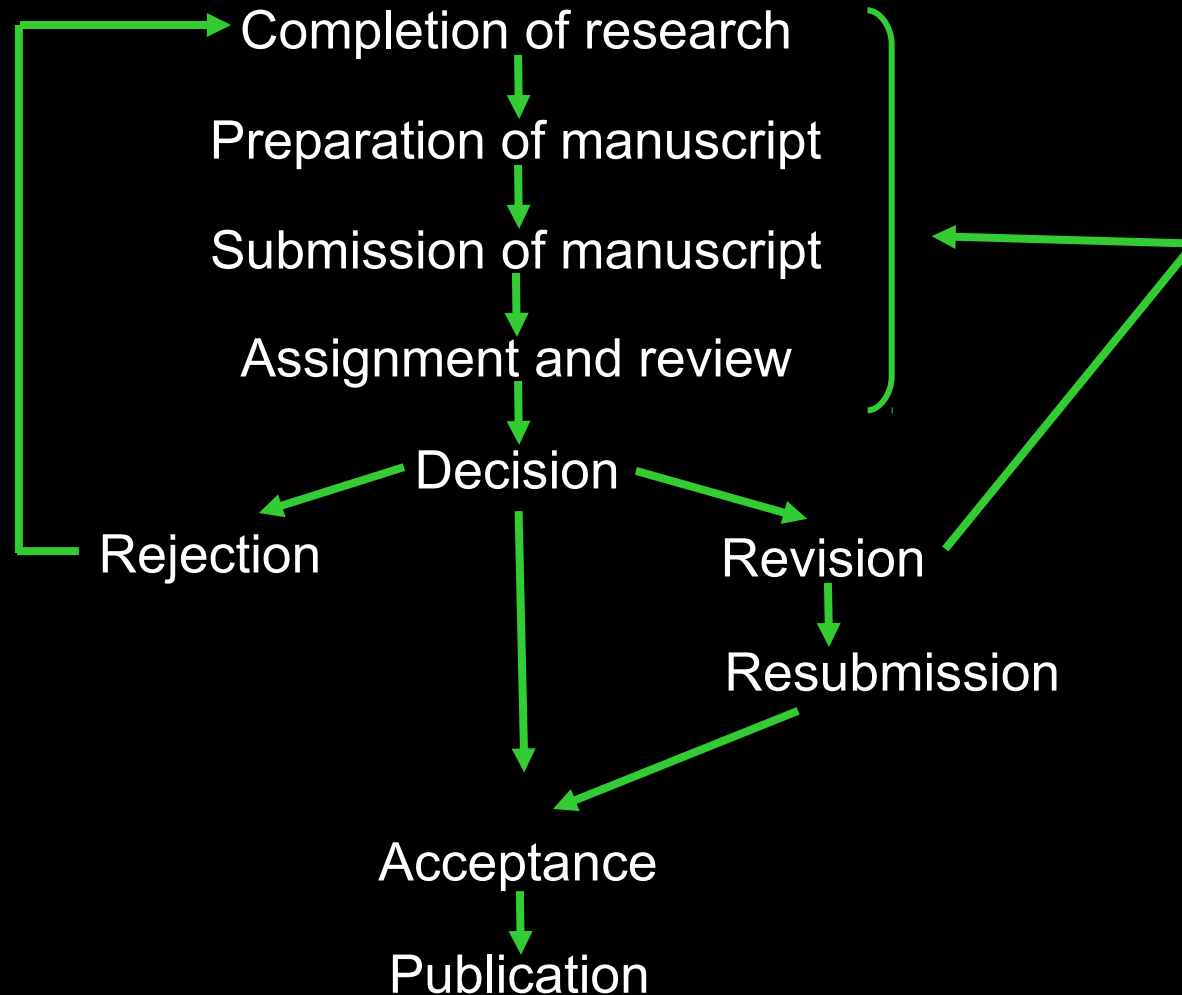 Completion of research
Preparation of manuscript
Submission of manuscript
Assignment and review
Decision
Rejection
Revision
Resubmission
Acceptance
Publication